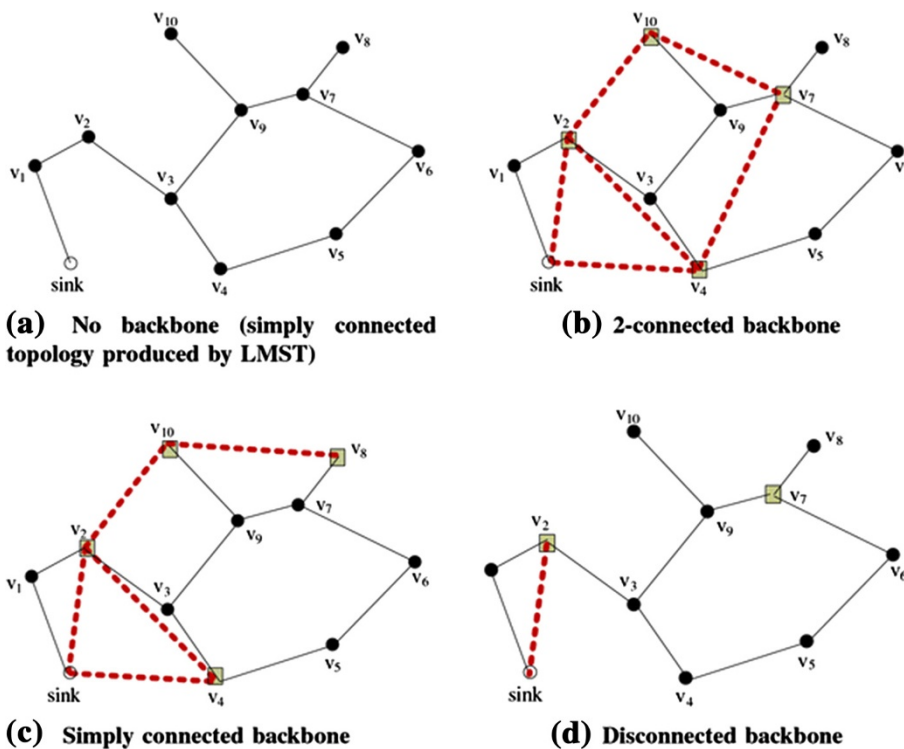 v10
v8
v2
v7
v9
v1
v3
v6
v5
sink
v4
(a) No backbone (simply connected
topology produced by LMST)
v10
v8
v7
v2
v9
v1
v3
v
v5
sink
v4
(b) 2-connected backbone
v10
v8
v7
v2
v9
v1
v3
v6
v5
sink
v4
(c) Simply connected backbone
v10
v8
v7
v2
v9
v3
v6
v5
sink
v4
(d) Disconnected backbone